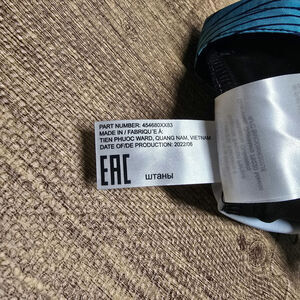 PART NUMBER: 454680XX83
MADE IN / FABRIQU'E À:
TIEN PHUOC WARD, QUANG NAM, VIETNAM
DATE OF/DE PRODUCTION: 2022/06
EAC
штаны